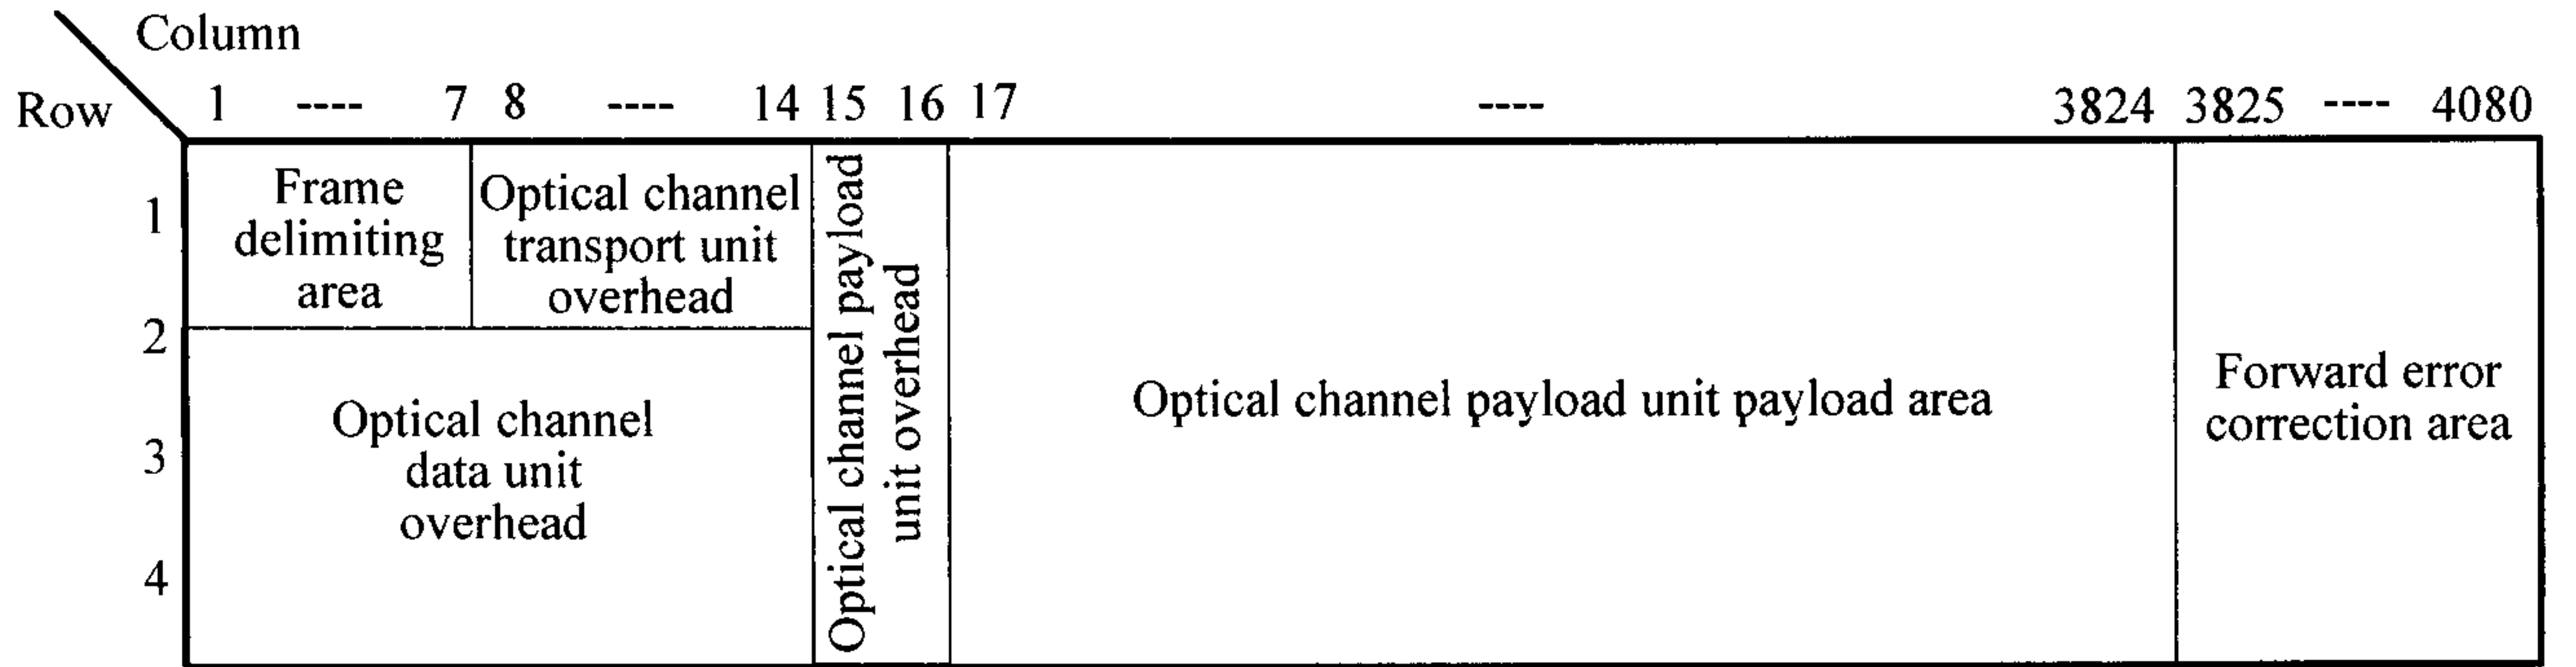 Column
Row 1 ---- 7 8 ---- 14 15 16 17 ---- 3824 3825 ---- 4080
1
2
3
4
Frame
delimiting
area
Optical channel
transport unit
overhead
Optical channel
data unit
overhead
Optical channel payload
unit overhead
Optical channel payload unit payload area
Forward error
correction area